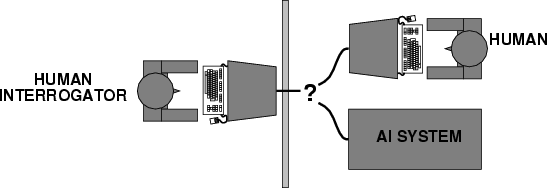 HUMAN
INTERROGATOR
?
HUMAN
AI SYSTEM